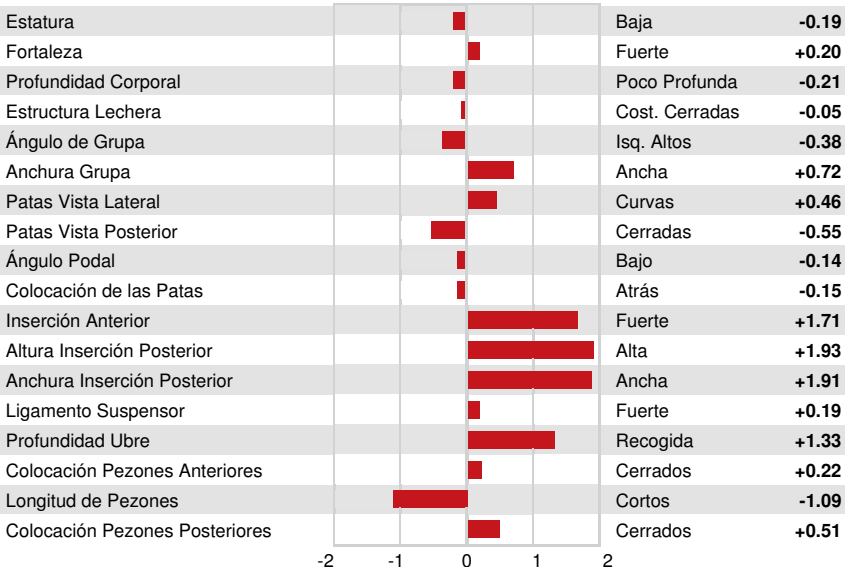 Estatura Baja -0.19
Fortaleza Fuerte +0.20
Profundidad Corporal Poco Profunda -0.21
Estructura Lechera Cost. Cerradas -0.05
Ángulo de Grupa Isq. Altos -0.38
Anchura Grupa Ancha +0.72
Patas Vista Lateral Curvas +0.46
Patas Vista Posterior Cerradas -0.55
Ángulo Podal Bajo -0.14
Colocación de las Patas Atrás -0.15
Inserción Anterior Fuerte +1.71
Altura Inserción Posterior Alta +1.93
Anchura Inserción Posterior Ancha +1.91
Ligamento Suspensor Fuerte +0.19
Profundidad Ubre Recogida +1.33
Colocación Pezones Anteriores Cerrados +0.22
Longitud de Pezones Cortos -1.09
Colocación Pezones Posteriores Cerrados +0.51
-2 -1 0 1 2